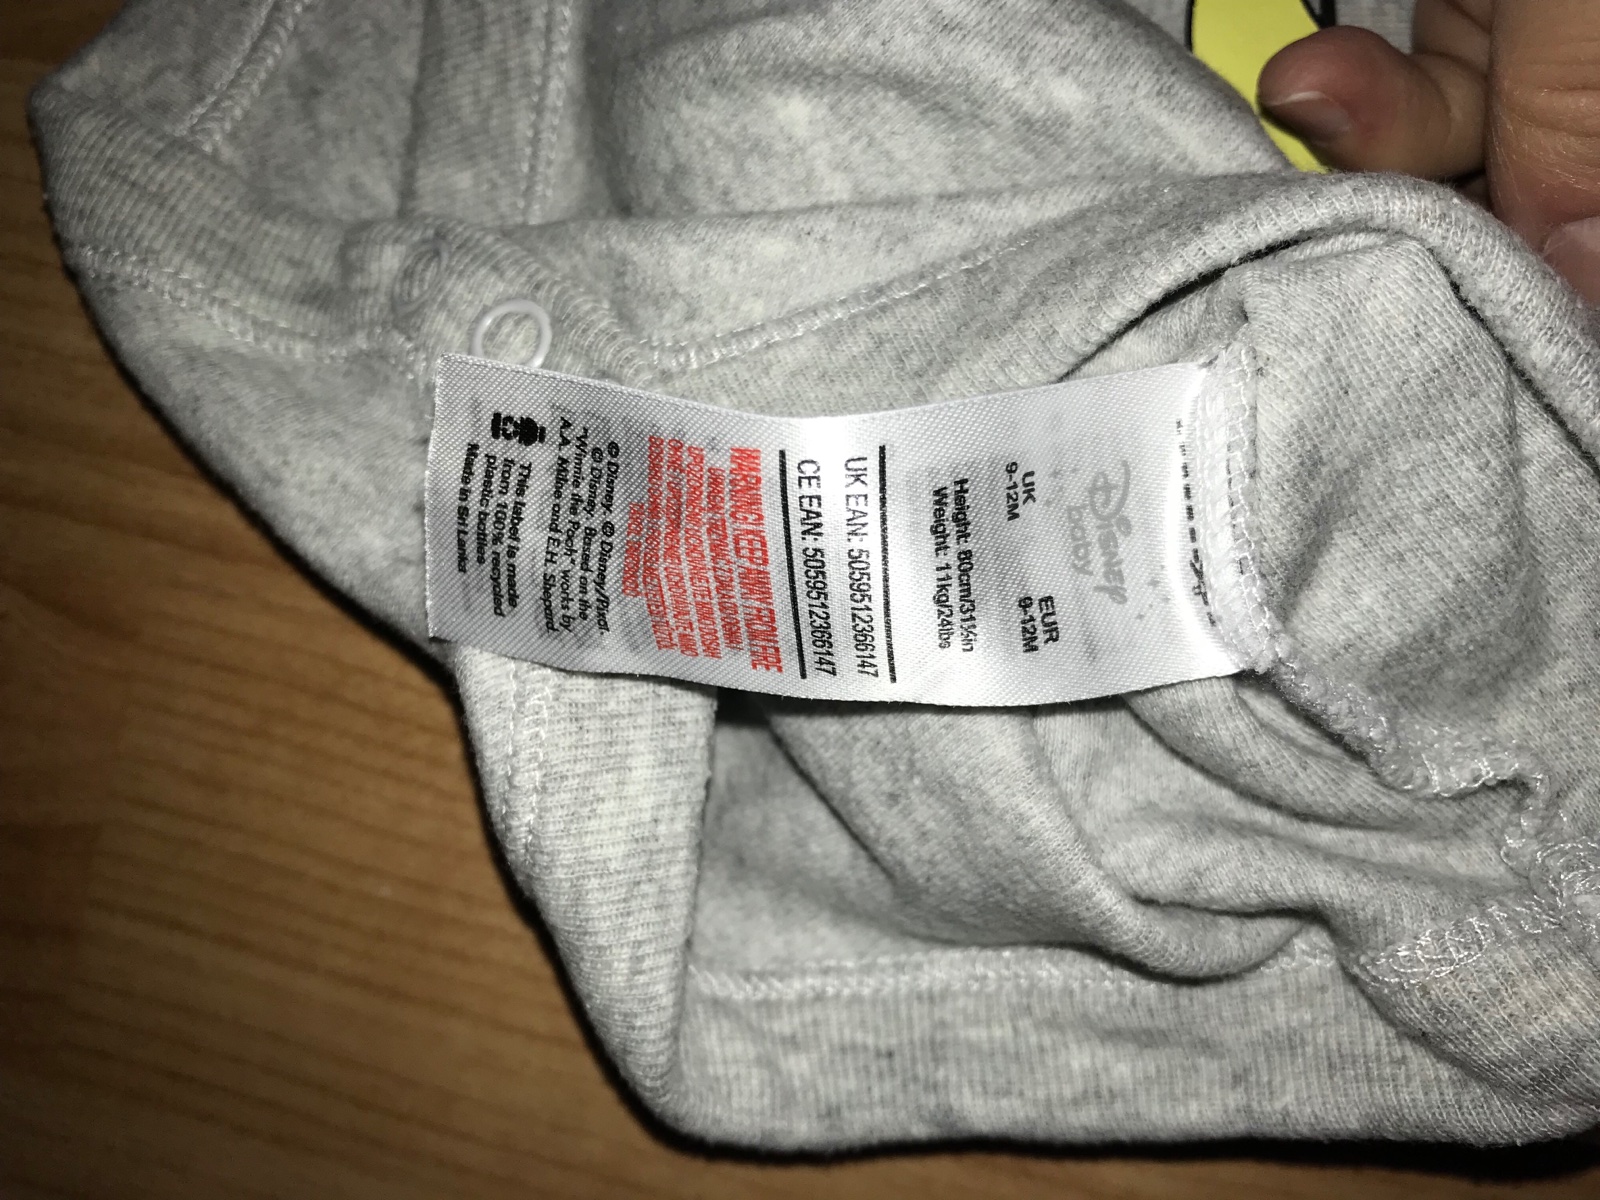 Disney
baby
UK EUR
9-12M 9-12M
Height: 80cm/31½in
Weight: 11kg/24lbs
UK EAN: 5059512366147
CE EAN: 5059512366147
WARNING! KEEP AWAY FROM FIRE
© Disney. © Disney/Pixar.
© Disney. Based on the
"Winnie the Pooh" works by
A.A. Milne and E.H. Shepard.
This label is made
from 100% recycled
plastic bottles
Made in Sri Lanka